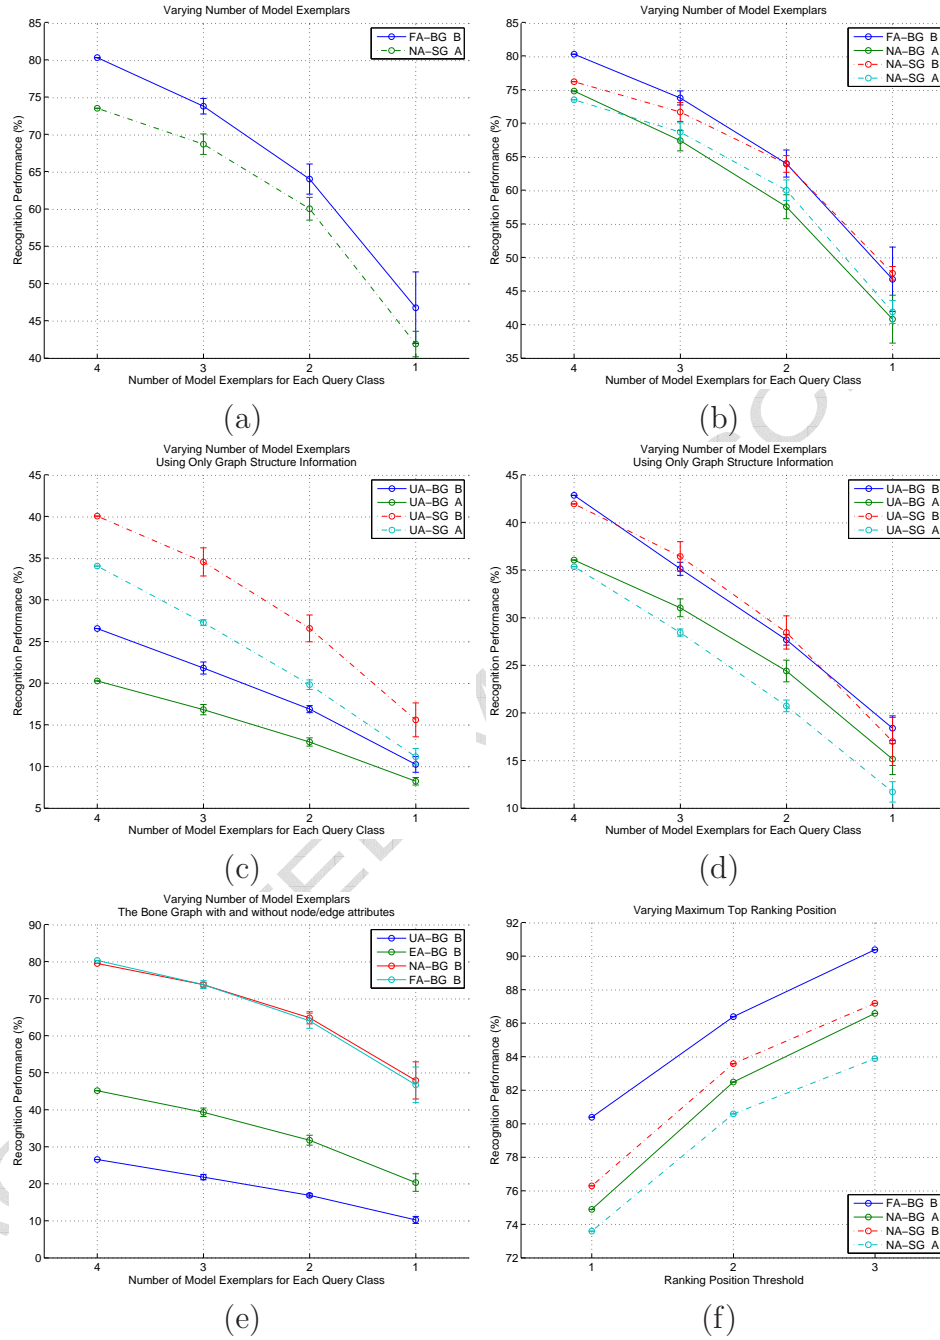 Varying Number of Model Exemplars
85
80
75
70
65
60
55
50
45
40
Recognition Performance (%)
FA−BG B
NA−SG A
4 3 2 1
Number of Model Exemplars for Each Query Class
(a)
Varying Number of Model Exemplars
85
80
75
70
65
60
55
50
45
40
35
Recognition Performance (%)
FA−BG B
NA−BG A
NA−SG B
NA−SG A
4 3 2 1
Number of Model Exemplars for Each Query Class
(b)
Varying Number of Model Exemplars
Using Only Graph Structure Information
45
40
35
30
25
20
15
10
5
Recognition Performance (%)
UA−BG B
UA−BG A
UA−SG B
UA−SG A
4 3 2 1
Number of Model Exemplars for Each Query Class
(c)
Varying Number of Model Exemplars
Using Only Graph Structure Information
45
40
35
30
25
20
15
10
Recognition Performance (%)
UA−BG B
UA−BG A
UA−SG B
UA−SG A
4 3 2 1
Number of Model Exemplars for Each Query Class
(d)
Varying Number of Model Exemplars
The Bone Graph with and without node/edge attributes
90
80
70
60
50
40
30
20
10
0
Recognition Performance (%)
UA−BG B
EA−BG B
NA−BG B
FA−BG B
4 3 2 1
Number of Model Exemplars for Each Query Class
(e)
Varying Maximum Top Ranking Position
92
90
88
86
84
82
80
78
76
74
72
Recognition Performance (%)
FA−BG B
NA−BG A
NA−SG B
NA−SG A
1 2 3
Ranking Position Threshold
(f)